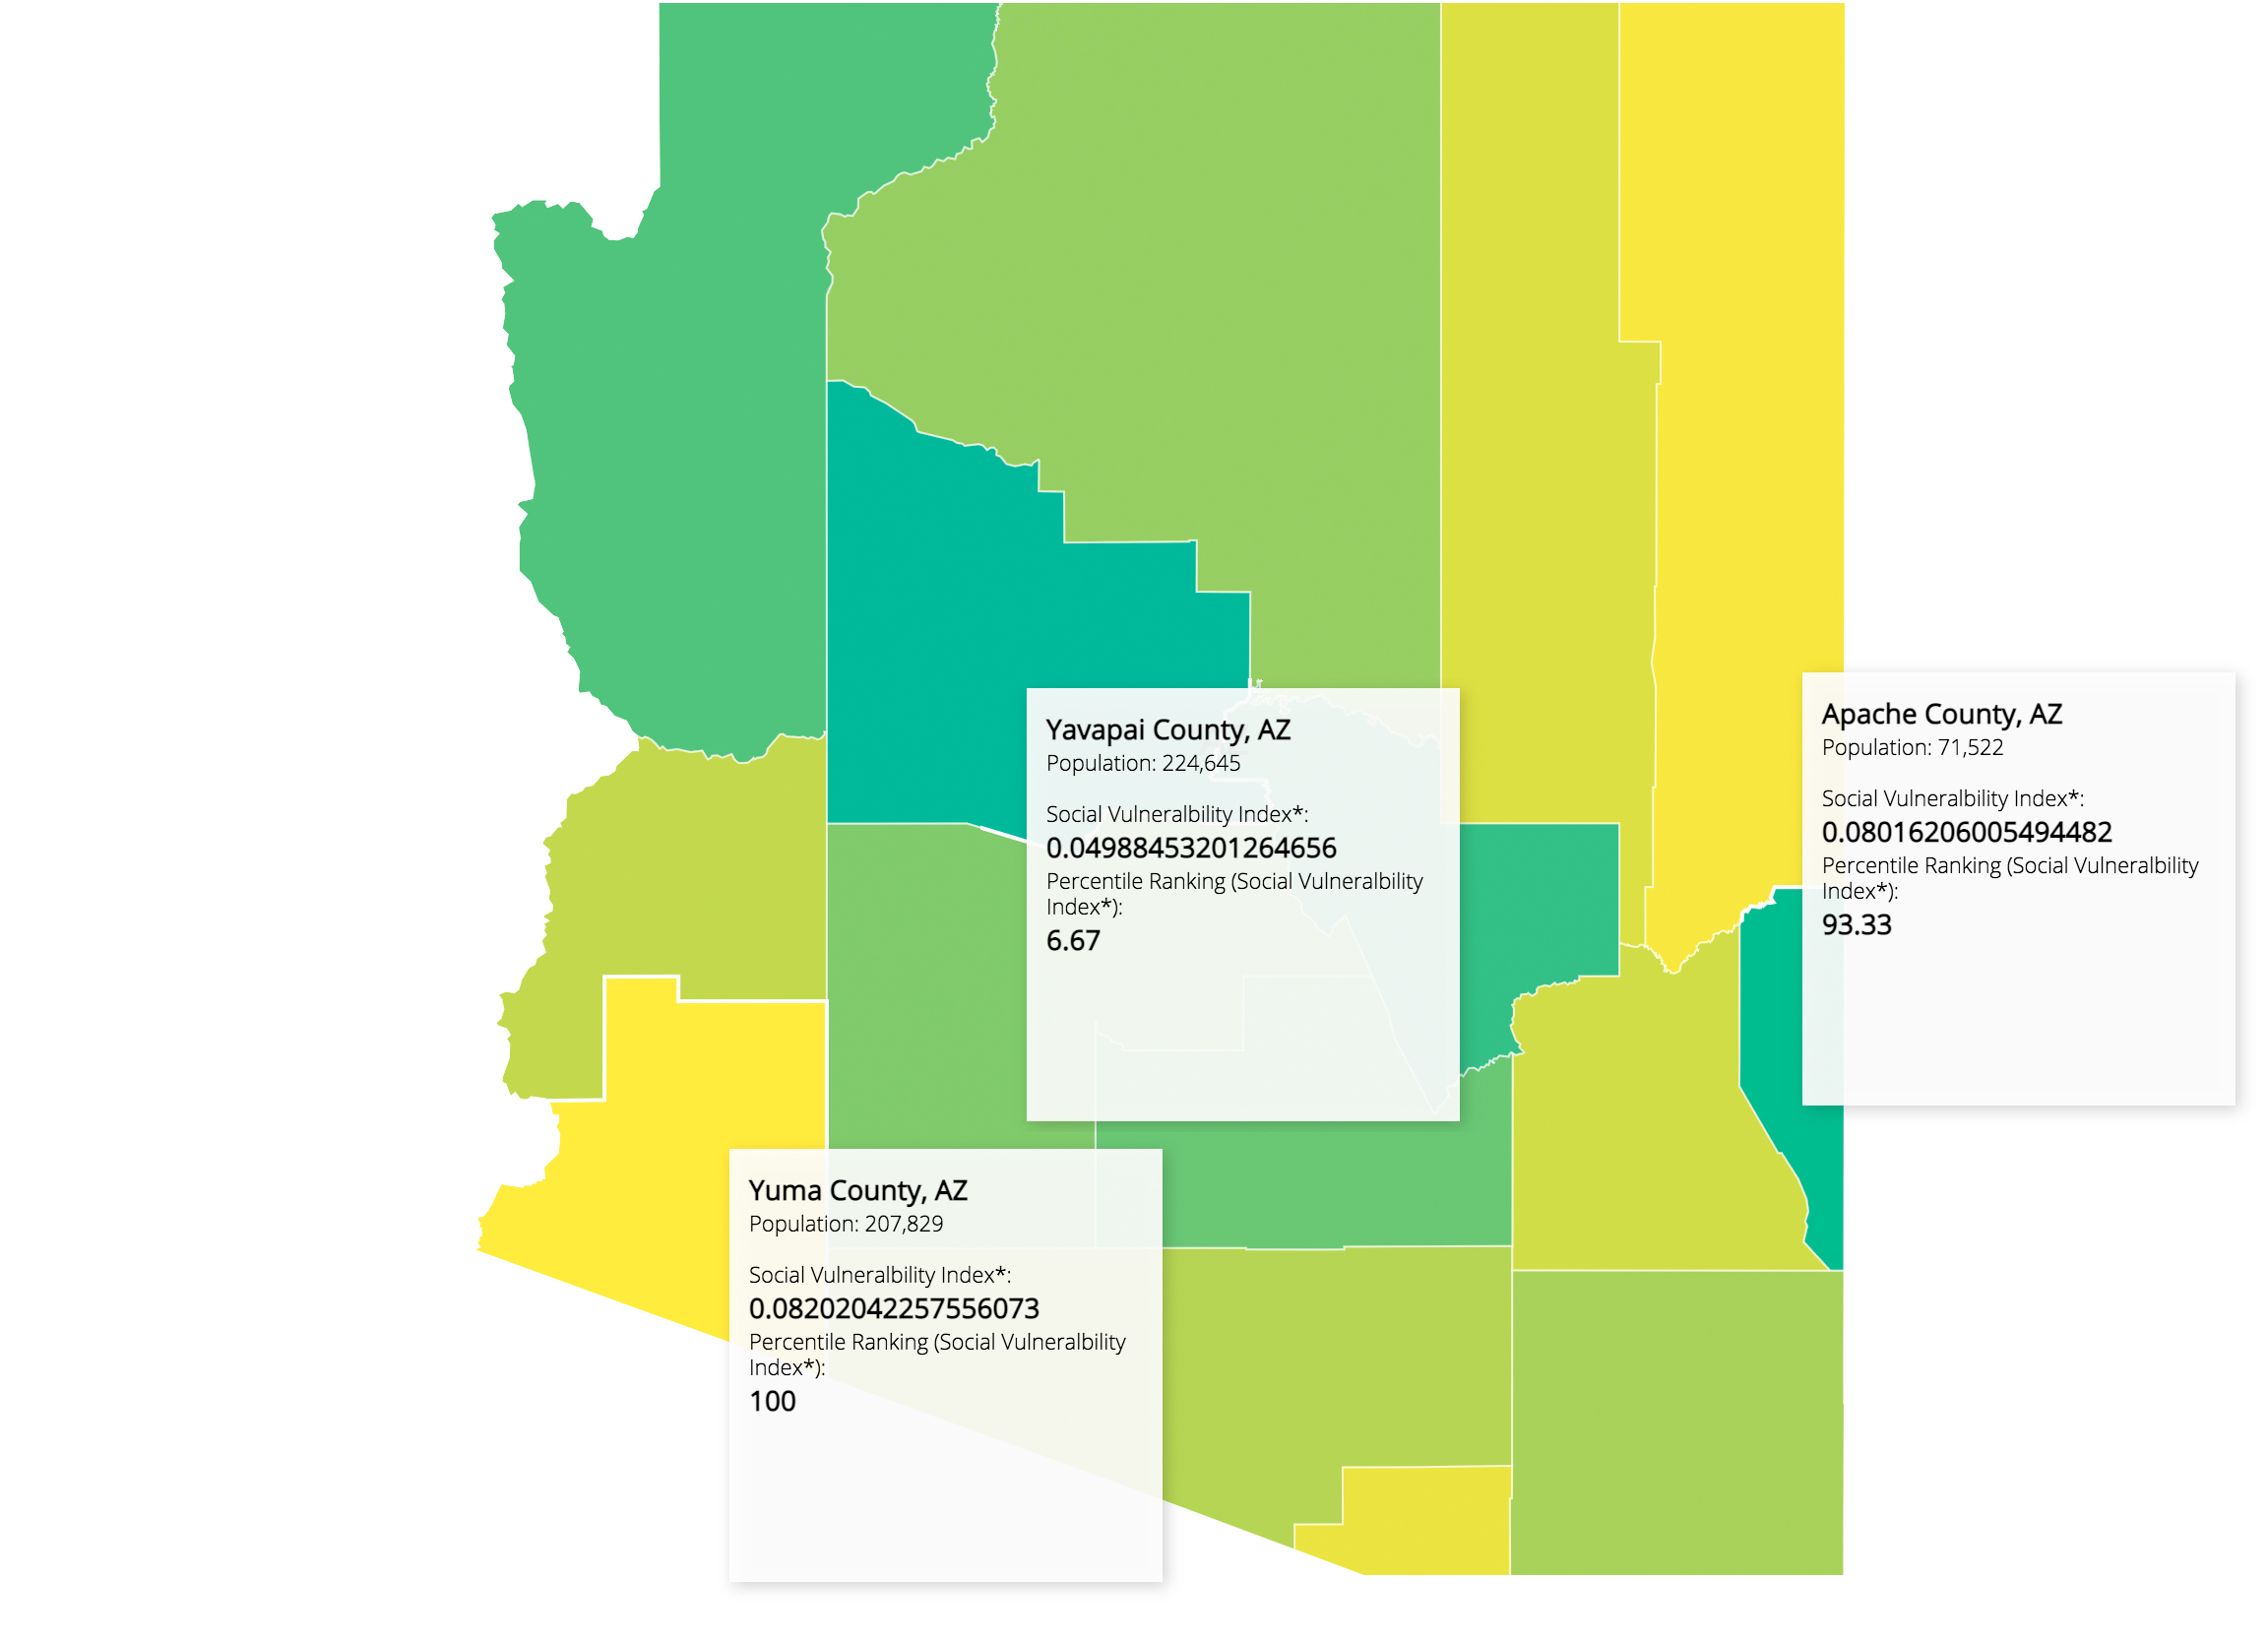 Yavapai County, AZ
Population: 224,645
Social Vulneralbility Index*:
0.04988453201264656
Percentile Ranking (Social Vulneralbility
Index*):
6.67
Apache County, AZ
Population: 71,522
Social Vulneralbility Index*:
0.08016206005494482
Percentile Ranking (Social Vulneralbility
Index*):
93.33
Yuma County, AZ
Population: 207,829
Social Vulneralbility Index*:
0.08202042257556073
Percentile Ranking (Social Vulneralbility
Index*):
100